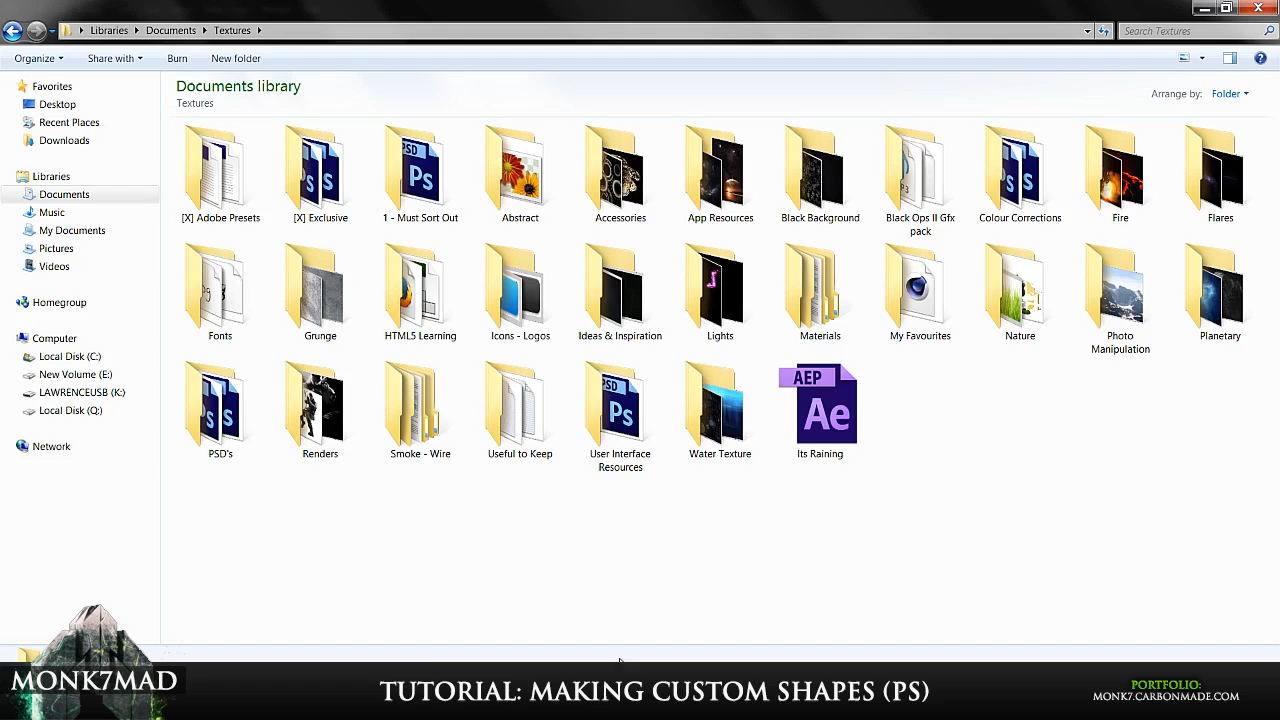 Libraries Documents Textures
Search Textures
Organize Share with Burn New folder
Favorites
Desktop
Recent Places
Downloads
Libraries
Documents
Music
My Documents
Pictures
Videos
Homegroup
Computer
Local Disk (C:)
New Volume (E:)
LAWRENCEUSB (K:)
Local Disk (Q:)
Network
Documents library
Textures
Arrange by: Folder
PSD
Ps
[X] Adobe Presets [X] Exclusive 1 - Must Sort Out Abstract Accessories App Resources Black Background Black Ops II Gfx pack Colour Corrections Fire Flares
Fonts Grunge HTML5 Learning Icons - Logos Ideas & Inspiration Lights Materials My Favourites Nature Photo Manipulation Planetary
PSD
Ps
AEP
Ae
PSD's Renders Smoke - Wire Useful to Keep User Interface Resources Water Texture Its Raining
MONK7MAD
TUTORIAL: MAKING CUSTOM SHAPES (PS)
PORTFOLIO:
MONK7.CARBONMADE.COM